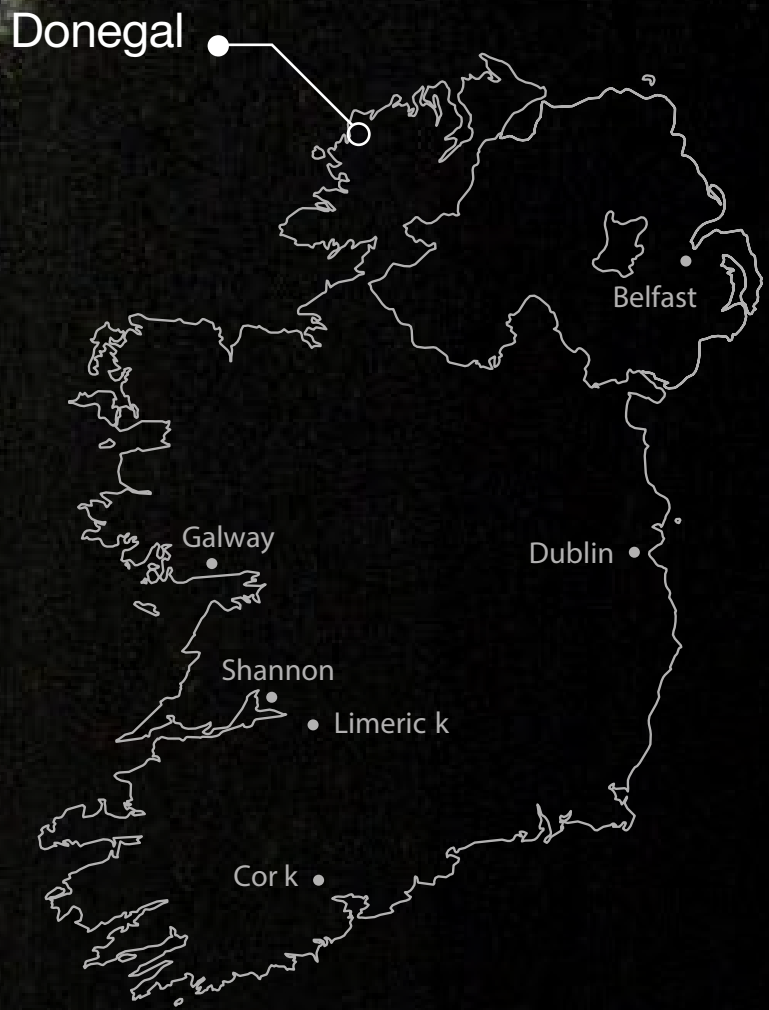 Donegal
Belfast
Galway
Dublin
Shannon
Limeric k
Cor k